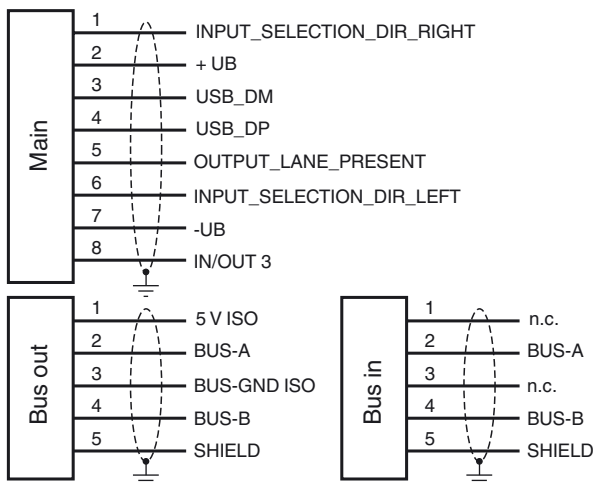 Main
1 INPUT_SELECTION_DIR_RIGHT
2 + UB
3 USB_DM
4 USB_DP
5 OUTPUT_LANE_PRESENT
6 INPUT_SELECTION_DIR_LEFT
7 -UB
8 IN/OUT 3
Bus out
1 5 V ISO
2 BUS-A
3 BUS-GND ISO
4 BUS-B
5 SHIELD
Bus in
1 n.c.
2 BUS-A
3 n.c.
4 BUS-B
5 SHIELD